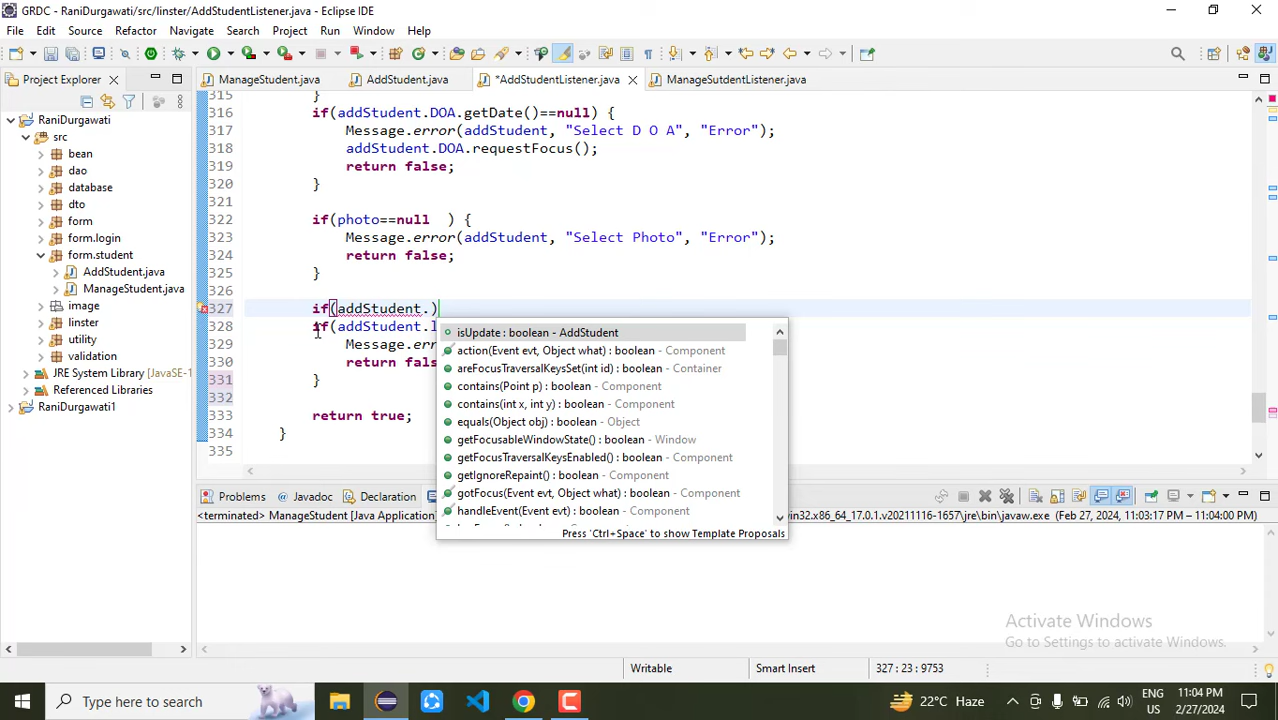 GRDC - RaniDurgawati/src/linster/AddStudentListener.java - Eclipse IDE
File Edit Source Refactor Navigate Search Project Run Window Help
Project Explorer
ManageStudent.java AddStudent.java *AddStudentListener.java ManageSutdentListener.java
RaniDurgawati
src
bean
dao
database
dto
form
form.login
form.student
AddStudent.java
ManageStudent.java
image
linster
utility
validation
JRE System Library [JavaSE-1
Referenced Libraries
RaniDurgawati1
315 }
316 if(addStudent.DOA.getDate()==null) {
317 Message.error(addStudent, "Select D O A", "Error");
318 addStudent.DOA.requestFocus();
319 return false;
320 }
321
322 if(photo==null ) {
323 Message.error(addStudent, "Select Photo", "Error");
324 return false;
325 }
326
327 if(addStudent.)
328 if(addStudent.l
329 Message.err
330 return fals
331 }
332
333 return true;
334 }
335
isUpdate : boolean - AddStudent
action(Event evt, Object what) : boolean - Component
areFocusTraversalKeysSet(int id) : boolean - Container
contains(Point p) : boolean - Component
contains(int x, int y) : boolean - Component
equals(Object obj) : boolean - Object
getFocusableWindowState() : boolean - Window
getFocusTraversalKeysEnabled() : boolean - Component
getIgnoreRepaint() : boolean - Component
gotFocus(Event evt, Object what) : boolean - Component
handleEvent(Event evt) : boolean - Component
Press 'Ctrl+Space' to show Template Proposals
Problems Javadoc Declaration
<terminated> ManageStudent [Java Application] win32.x86_64_17.0.1.v20211116-1657\jre\bin\javaw.exe (Feb 27, 2024, 11:03:17 PM – 11:04:00 PM)
Activate Windows
Go to Settings to activate Windows.
Writable Smart Insert 327 : 23 : 9753
Type here to search
22°C Haze
ENG
US
11:04 PM
2/27/2024